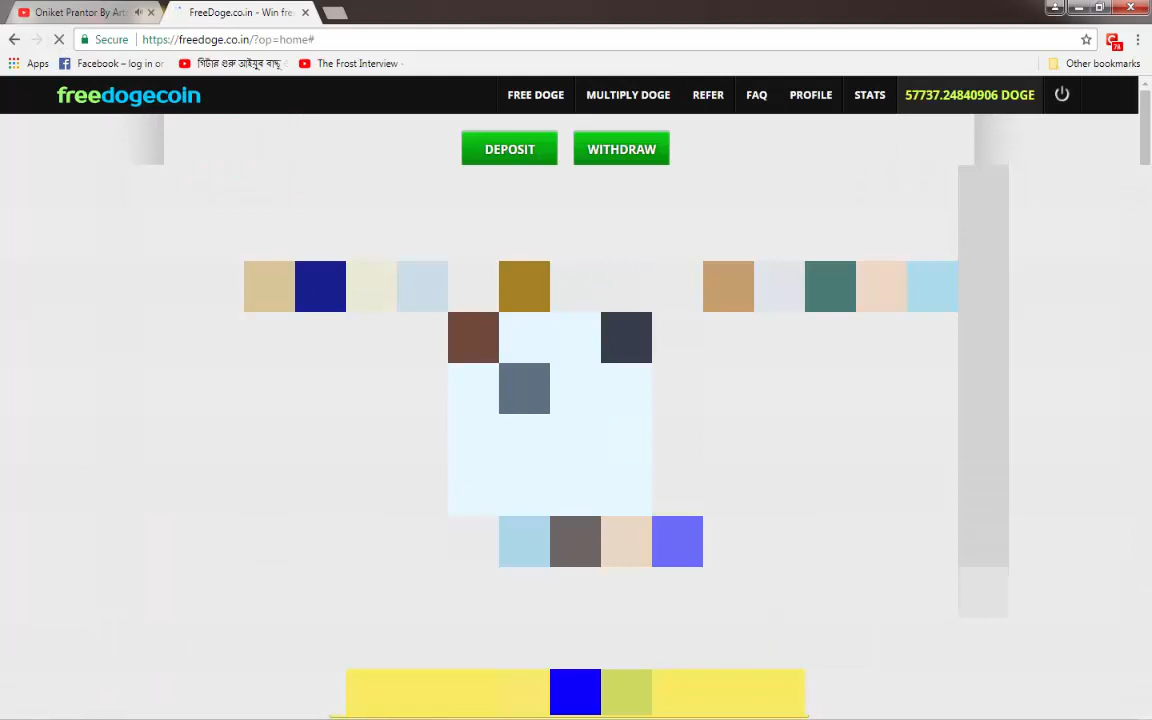 Oniket Prantor By Art
FreeDoge.co.in - Win fre
Secure https://freedoge.co.in/?op=home#
78
Apps Facebook – log in or গিটার গুরু আইয়ুব বাচ্চু The Frost Interview - Other bookmarks
freedogecoin FREE DOGE MULTIPLY DOGE REFER FAQ PROFILE STATS 57737.24840906 DOGE
DEPOSIT WITHDRAW